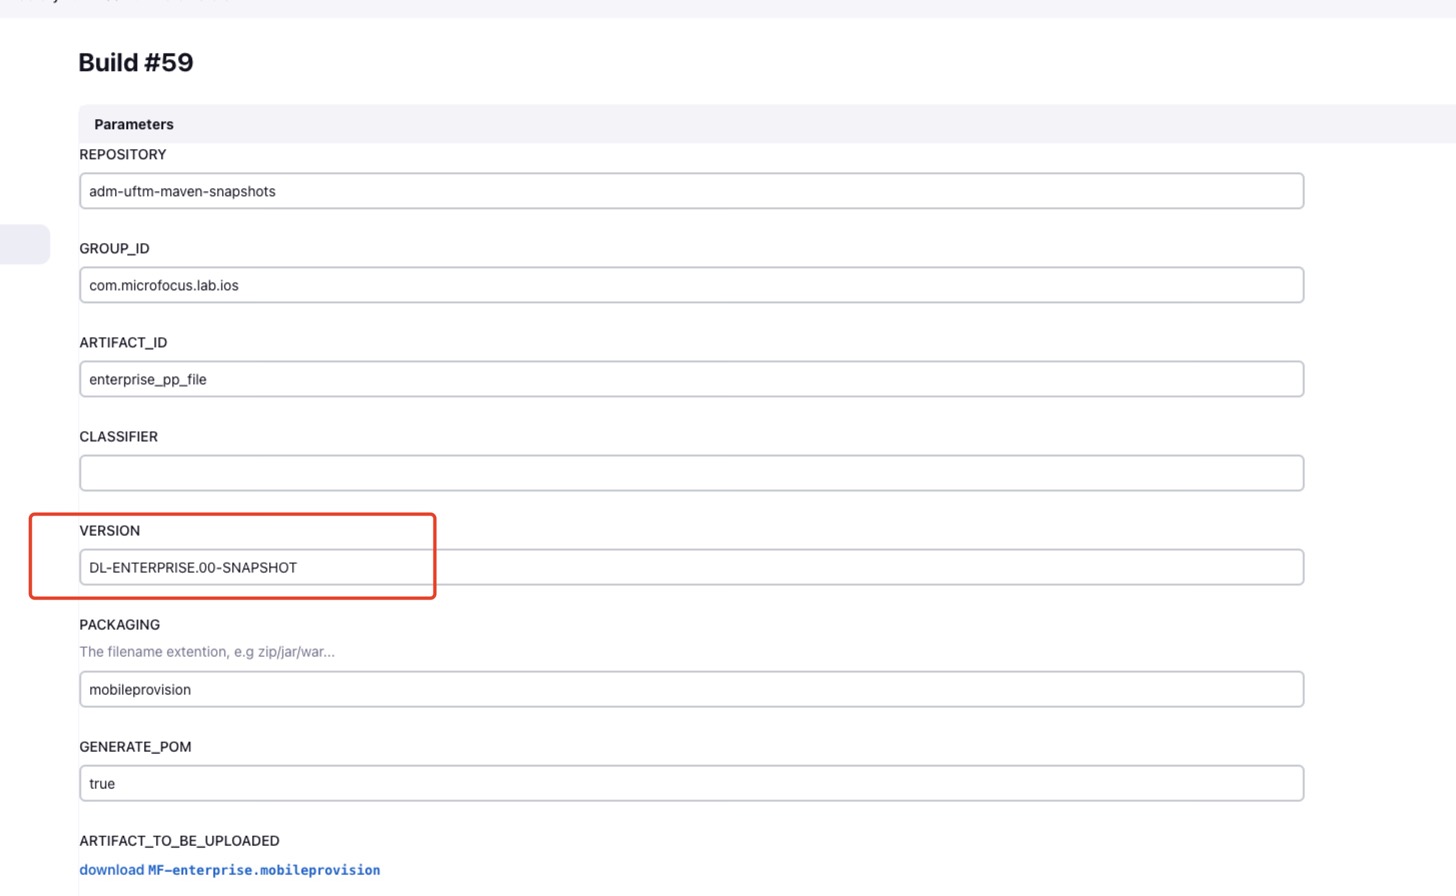 Build #59
Parameters
REPOSITORY
adm-uftm-maven-snapshots
GROUP_ID
com.microfocus.lab.ios
ARTIFACT_ID
enterprise_pp_file
CLASSIFIER
VERSION
DL-ENTERPRISE.00-SNAPSHOT
PACKAGING
The filename extention, e.g zip/jar/war...
mobileprovision
GENERATE_POM
true
ARTIFACT_TO_BE_UPLOADED
download MF-enterprise.mobileprovision